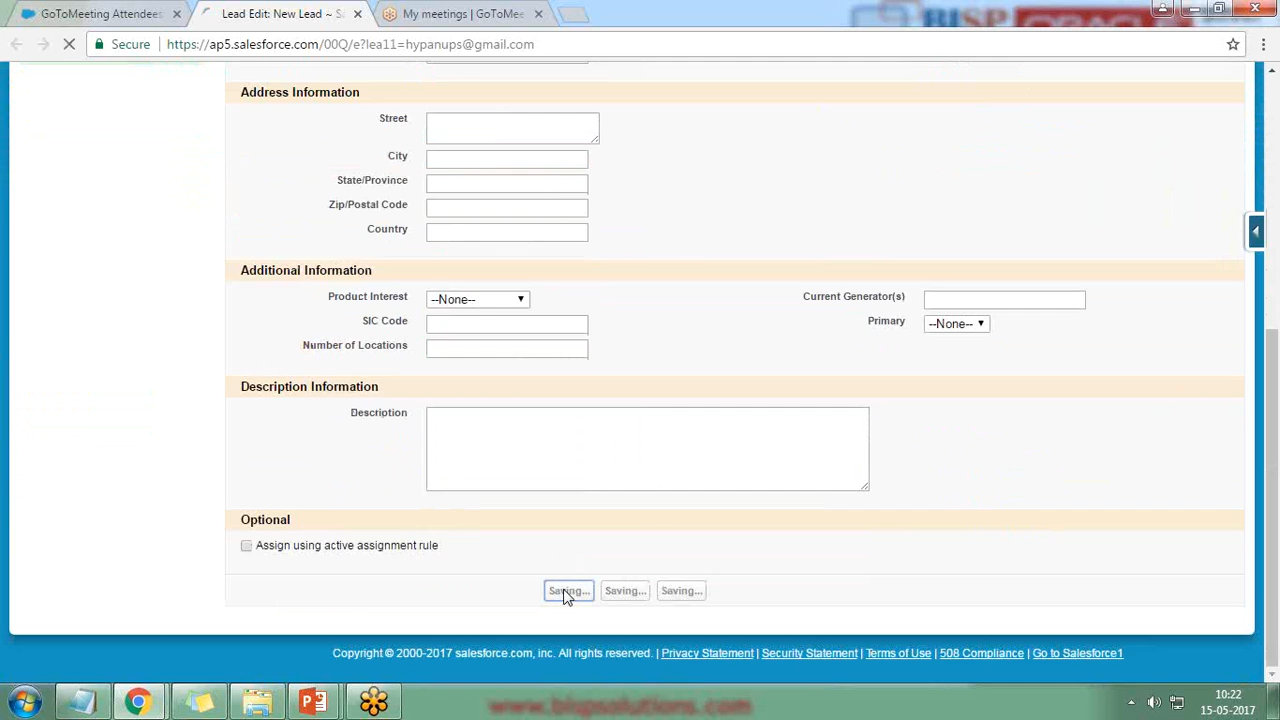 GoToMeeting Attendees
Lead Edit: New Lead ~ S
My meetings | GoToMee
Secure
https://ap5.salesforce.com/00Q/e?lea11=hypanups@gmail.com
Address Information
Street
City
State/Province
Zip/Postal Code
Country
Additional Information
Product Interest
--None--
Current Generator(s)
SIC Code
Primary
--None--
Number of Locations
Description Information
Description
Optional
Assign using active assignment rule
Saving...
Saving...
Saving...
Copyright © 2000-2017 salesforce.com, inc. All rights reserved. | Privacy Statement | Security Statement | Terms of Use | 508 Compliance | Go to Salesforce1
10:22
www.bispsolutions.com
15-05-2017